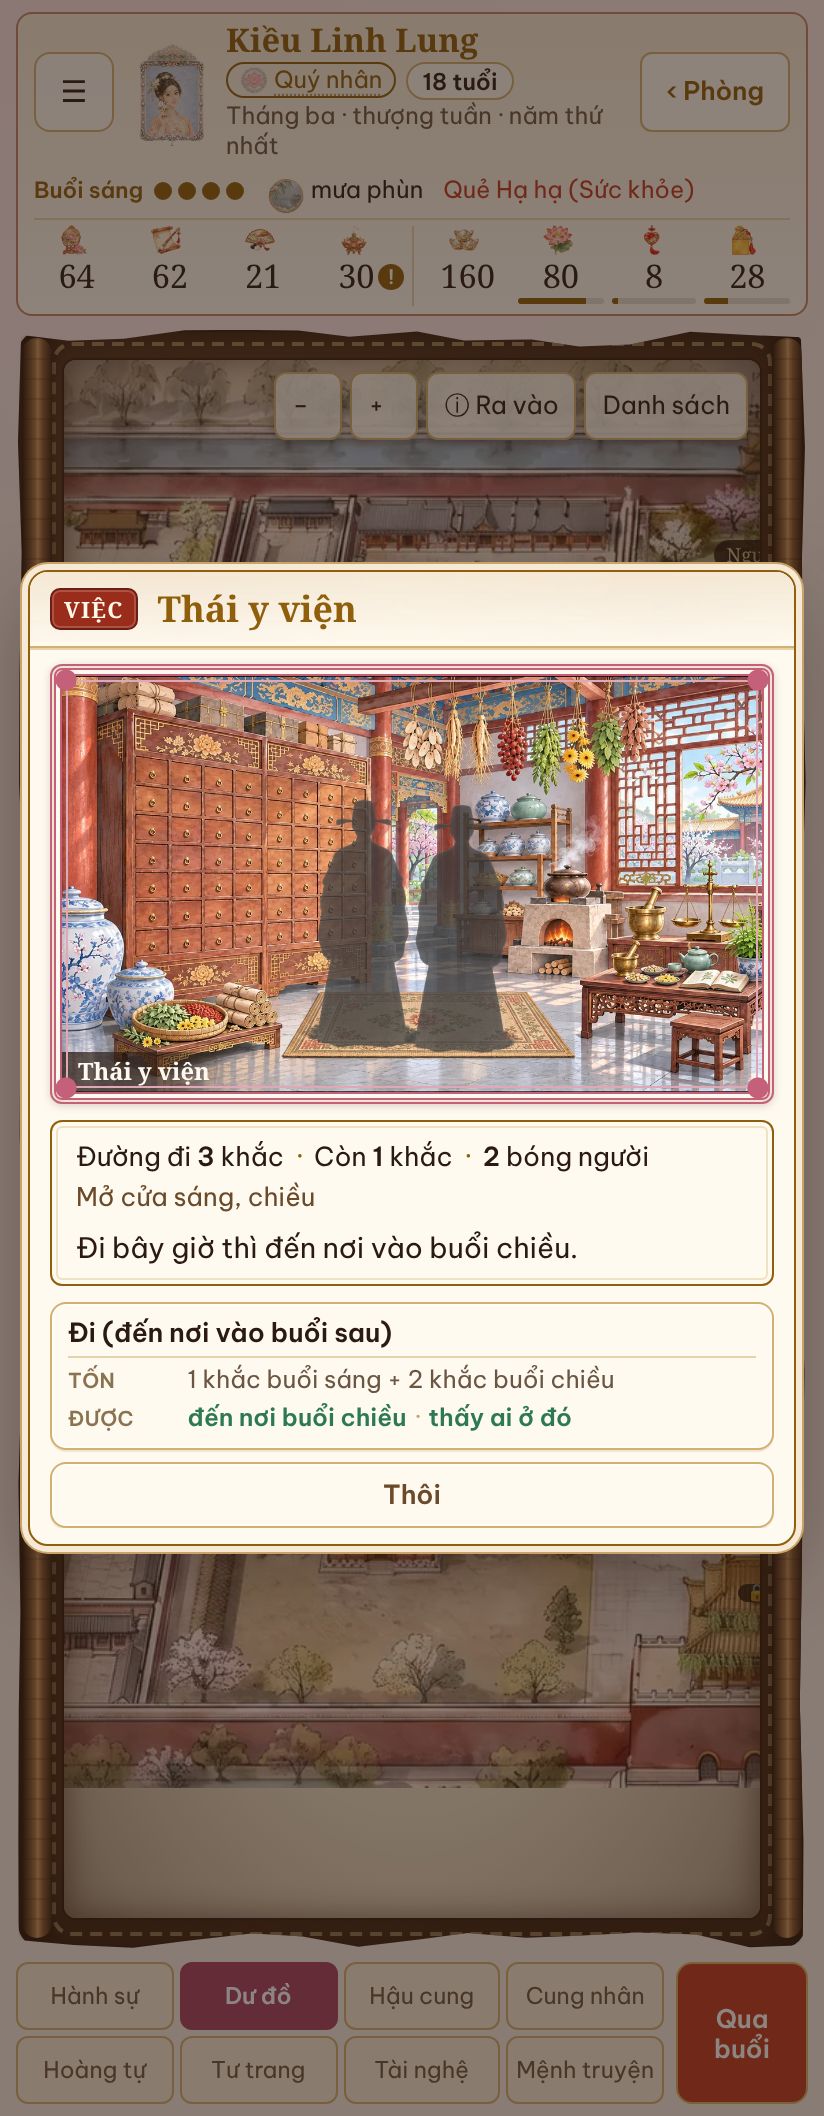 ☰
Kiều Linh Lung
Quý nhân
18 tuổi
Tháng ba · thượng tuần · năm thứ
nhất
‹ Phòng
Buổi sáng
mưa phùn
Quẻ Hạ hạ (Sức khỏe)
64 62 21 30 ! 160 80 8 28
− + ⓘ Ra vào Danh sách
VIỆC Thái y viện
Thái y viện
Đường đi 3 khắc · Còn 1 khắc · 2 bóng người
Mở cửa sáng, chiều
Đi bây giờ thì đến nơi vào buổi chiều.
Đi (đến nơi vào buổi sau)
TỐN 1 khắc buổi sáng + 2 khắc buổi chiều
ĐƯỢC đến nơi buổi chiều · thấy ai ở đó
Thôi
Hành sự Dư đồ Hậu cung Cung nhân
Qua
buổi
Hoàng tự Tư trang Tài nghệ Mệnh truyện